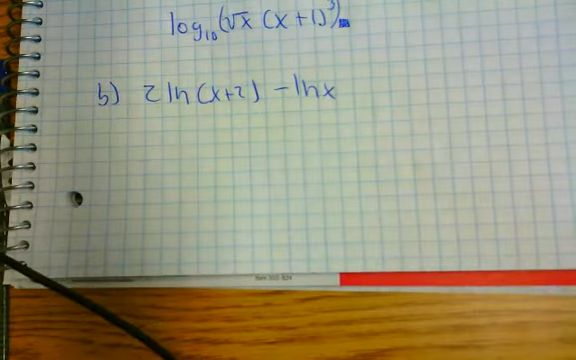 log₁₀(√x (x+1)³)
b) 2 ln (x+2) - ln x